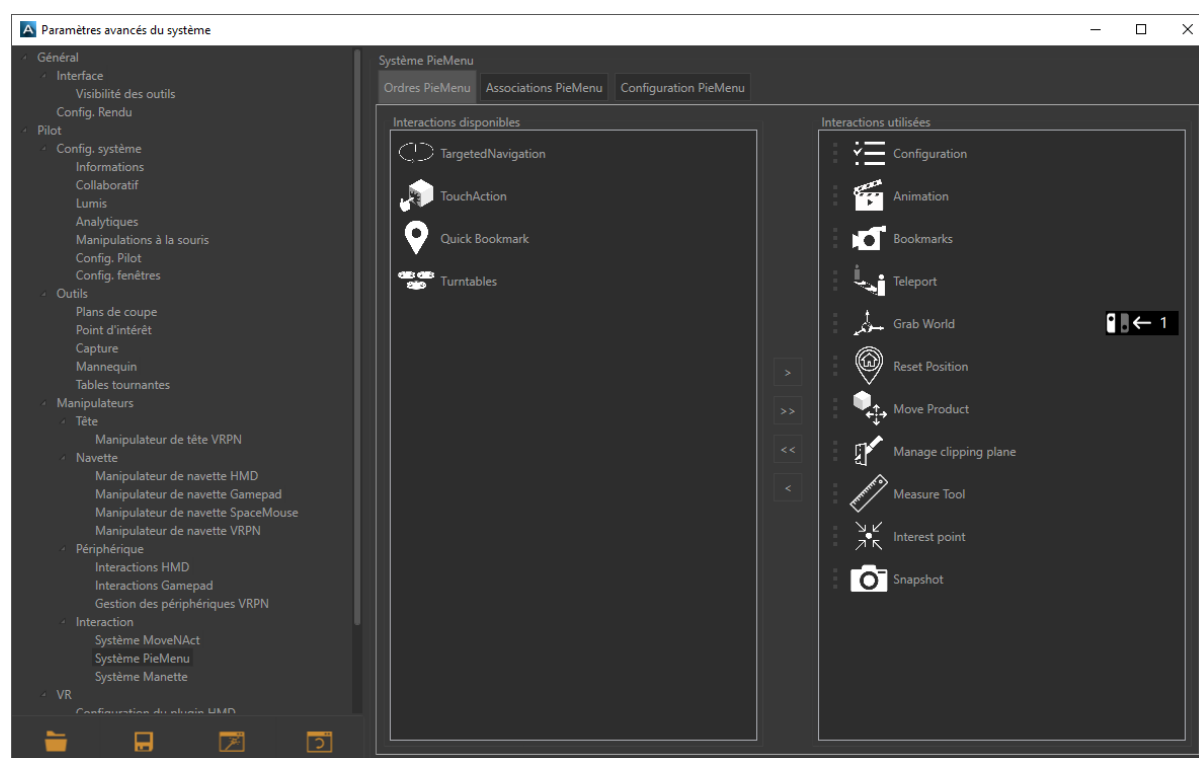 Paramètres avancés du système
Général
Interface
Visibilité des outils
Config. Rendu
Pilot
Config. système
Informations
Collaboratif
Lumis
Analytiques
Manipulations à la souris
Config. Pilot
Config. fenêtres
Outils
Plans de coupe
Point d'intérêt
Capture
Mannequin
Tables tournantes
Manipulateurs
Tête
Manipulateur de tête VRPN
Navette
Manipulateur de navette HMD
Manipulateur de navette Gamepad
Manipulateur de navette SpaceMouse
Manipulateur de navette VRPN
Périphérique
Interactions HMD
Interactions Gamepad
Gestion des périphériques VRPN
Interaction
Système MoveNAct
Système PieMenu
Système Manette
VR
Configuration du plugin HMD
Système PieMenu
Ordres PieMenu Associations PieMenu Configuration PieMenu
Interactions disponibles
TargetedNavigation
TouchAction
Quick Bookmark
Turntables
>
>>
<<
<
Interactions utilisées
Configuration
Animation
Bookmarks
Teleport
Grab World 1
Reset Position
Move Product
Manage clipping plane
Measure Tool
Interest point
Snapshot